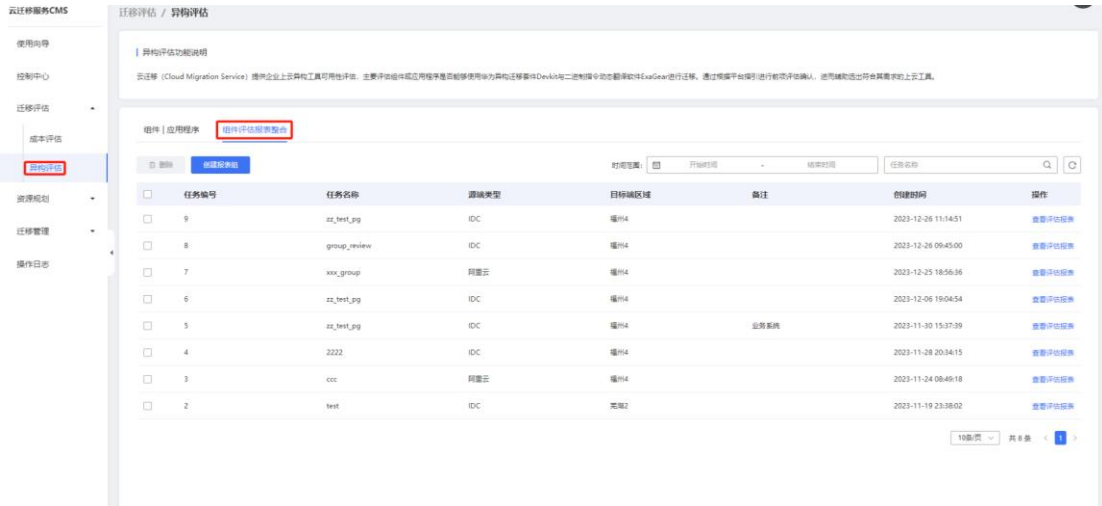 云迁移服务CMS
迁移评估 / 异构评估
使用向导
控制中心
迁移评估
成本评估
异构评估
资源规划
迁移管理
操作日志
异构评估功能说明
云迁移（Cloud Migration Service）提供企业上云异构工具可用性评估，主要评估组件或应用程序是否能够使用华为异构迁移套件Devkit与二进制指令动态翻译软件ExaGear进行迁移。通过根据平台指引进行前项评估确认，进而辅助选出符合其需求的上云工具。
组件 | 应用程序 组件评估报表整合
删除 创建报表组 时间范围： 开始时间 - 结束时间 任务名称
任务编号 任务名称 源端类型 目标端区域 备注 创建时间 操作
9 zz_test_pg IDC 福州4 2023-12-26 11:14:51 查看评估报表
8 group_review IDC 福州4 2023-12-26 09:45:00 查看评估报表
7 xxx_group 阿里云 福州4 2023-12-25 18:56:36 查看评估报表
6 zz_test_pg IDC 福州4 2023-12-06 19:04:54 查看评估报表
5 zz_test_pg IDC 福州4 业务系统 2023-11-30 15:37:39 查看评估报表
4 2222 IDC 福州4 2023-11-28 20:34:15 查看评估报表
3 ccc 阿里云 福州4 2023-11-24 08:49:18 查看评估报表
2 test IDC 芜湖2 2023-11-19 23:38:02 查看评估报表
10条/页 共 8 条 < 1 >